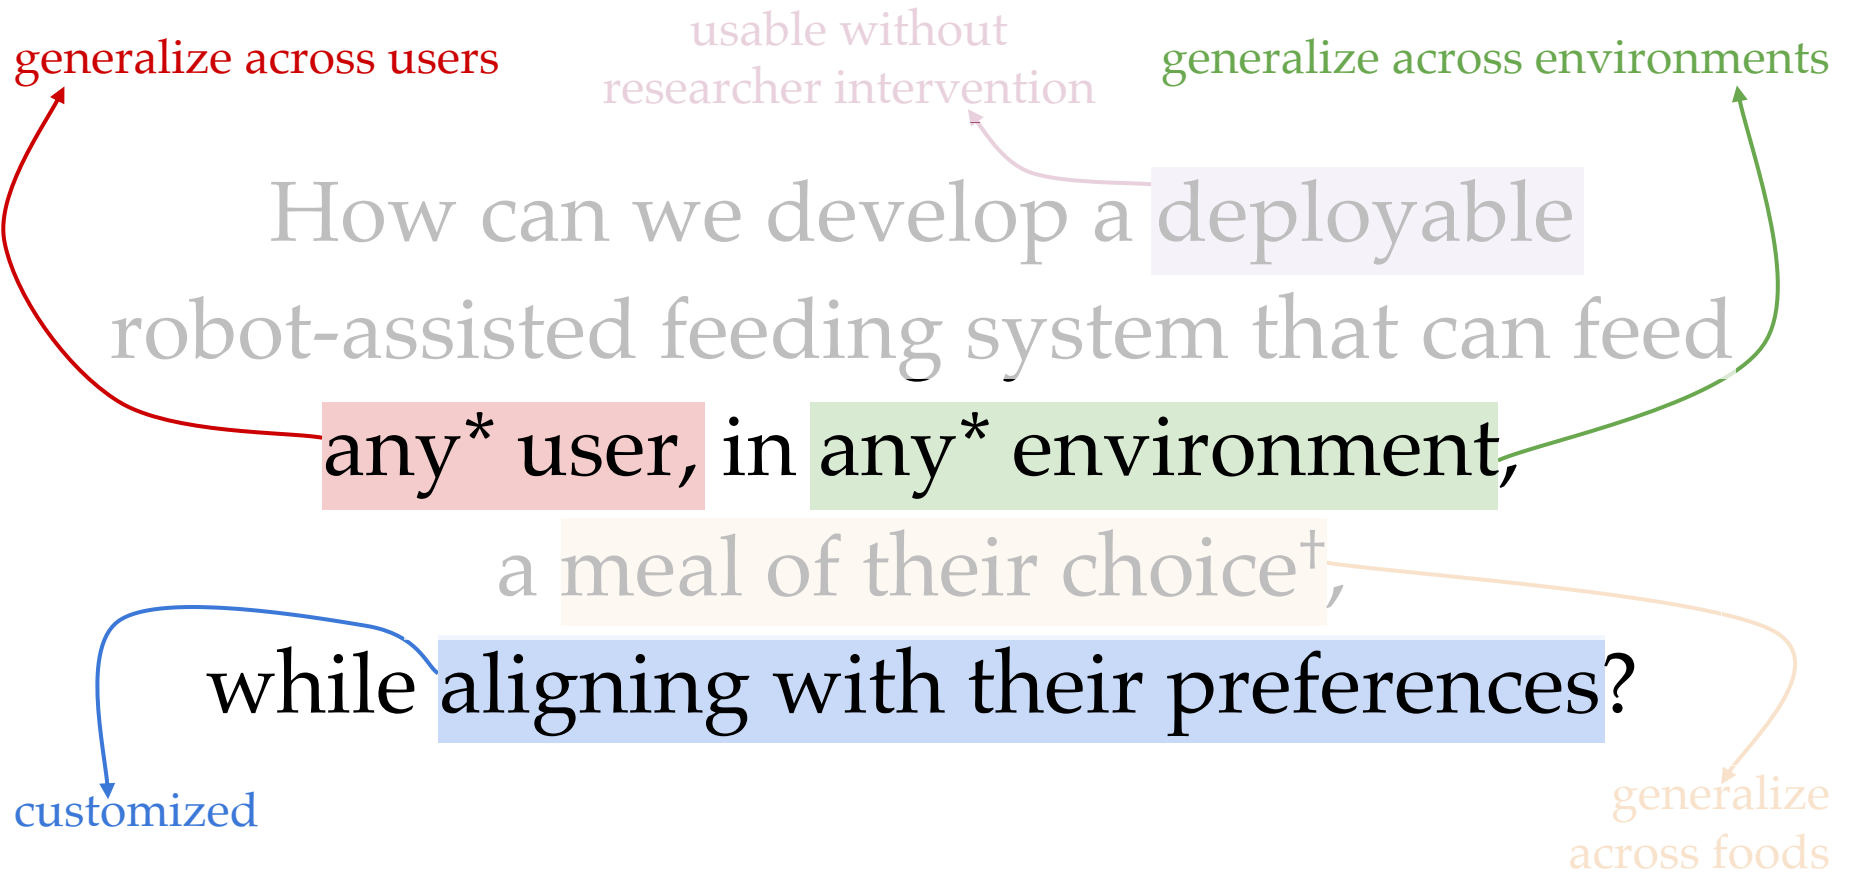 generalize across users
usable without
researcher intervention
generalize across environments
How can we develop a deployable
robot-assisted feeding system that can feed
any* user, in any* environment,
a meal of their choice†,
while aligning with their preferences?
customized
generalize
across foods